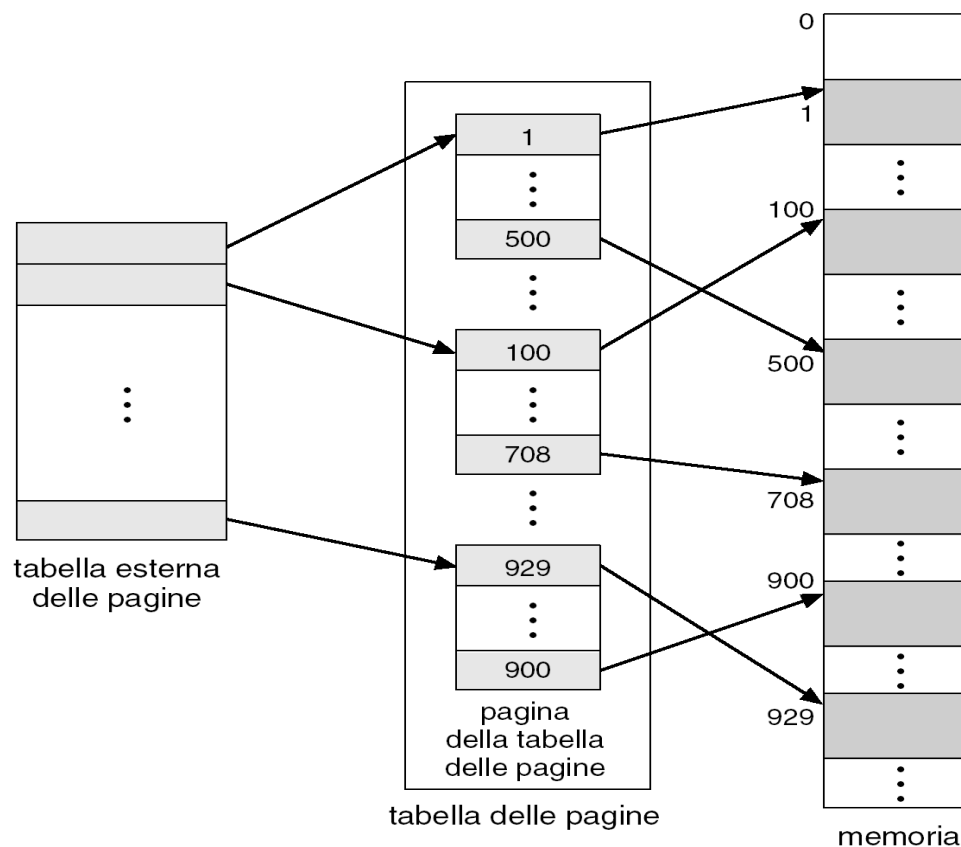 1
500
100
708
929
900
pagina
della tabella
delle pagine
tabella esterna
delle pagine
tabella delle pagine
0
1
100
500
708
900
929
memoria